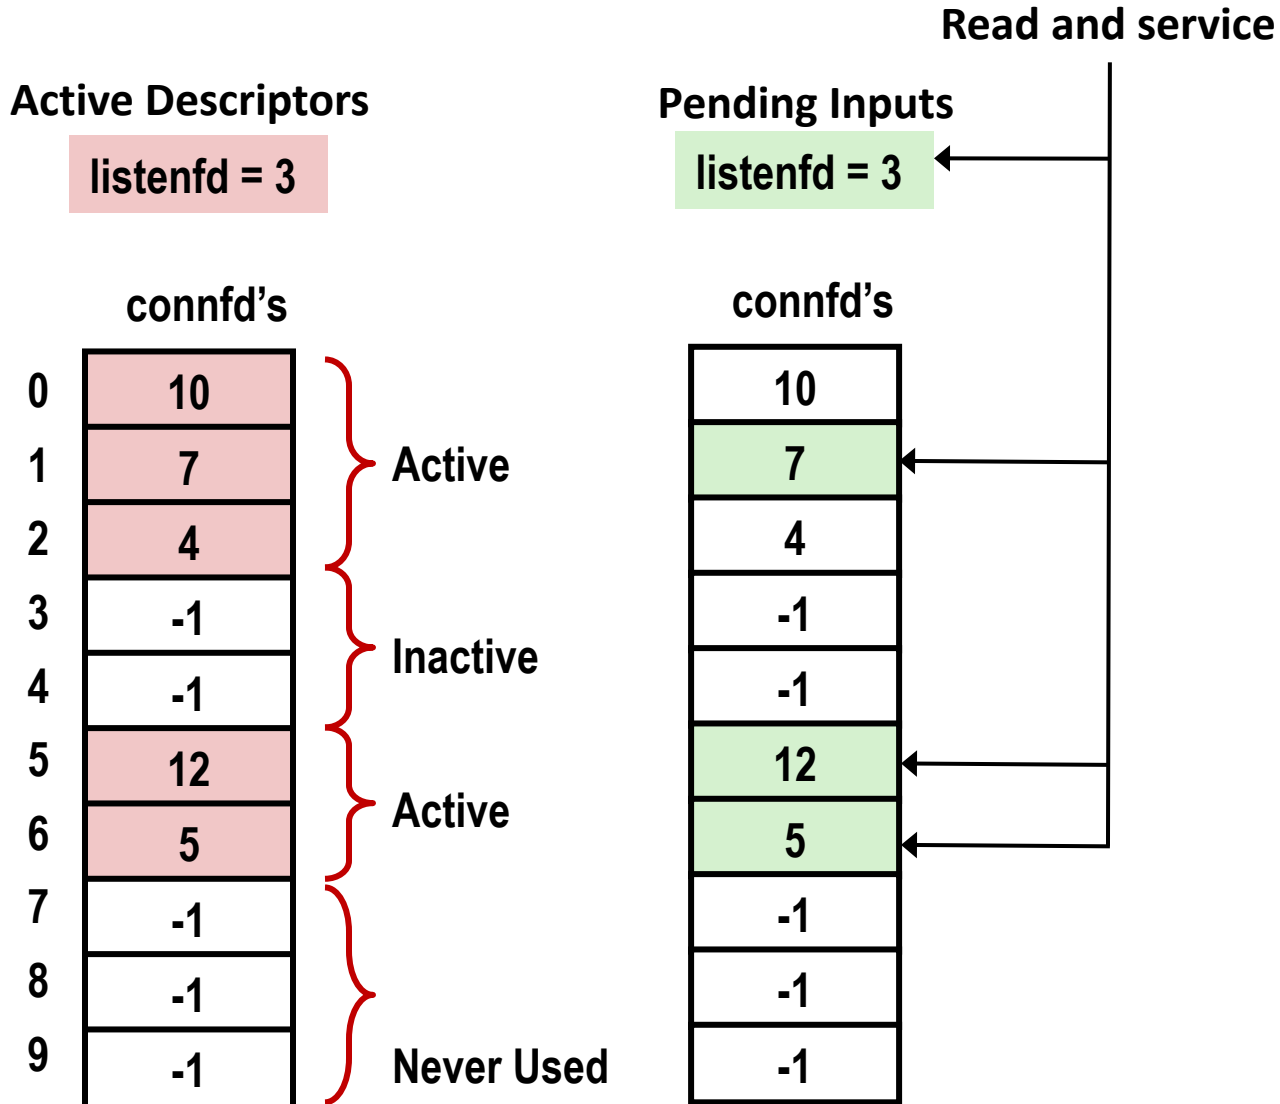 Read and service
Active Descriptors
Pending Inputs
listenfd = 3
listenfd = 3
connfd’s
connfd’s
0 10 10
1 7 Active 7
2 4 4
3 -1 -1
Inactive
4 -1 -1
5 12 12
Active
6 5 5
7 -1 -1
8 -1 -1
9 -1 Never Used -1